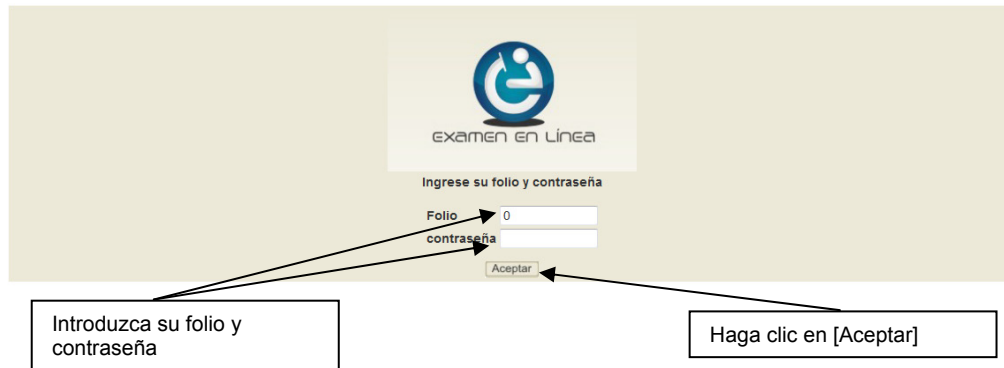 examen en línea
Ingrese su folio y contraseña
Folio 0
contraseña
Aceptar
Introduzca su folio y
contraseña
Haga clic en [Aceptar]